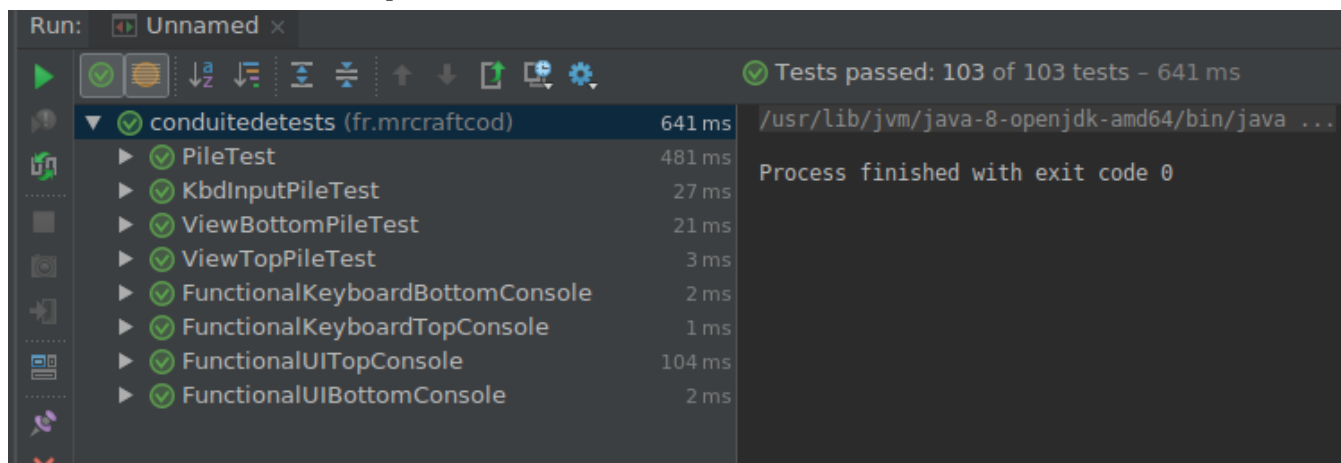 Run: Unnamed ×
Tests passed: 103 of 103 tests – 641 ms
conduitedetests (fr.mrcraftcod) 641 ms
PileTest 481 ms
KbdInputPileTest 27 ms
ViewBottomPileTest 21 ms
ViewTopPileTest 3 ms
FunctionalKeyboardBottomConsole 2 ms
FunctionalKeyboardTopConsole 1 ms
FunctionalUITopConsole 104 ms
FunctionalUIBottomConsole 2 ms
/usr/lib/jvm/java-8-openjdk-amd64/bin/java ...
Process finished with exit code 0